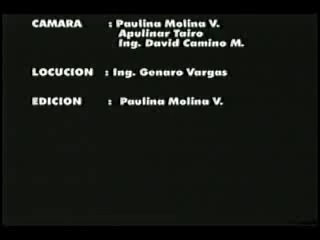 CAMARA : Paulina Molina V.
Apulinar Tairo
Ing. David Camino M.
LOCUCION : Ing. Genaro Vargas
EDICION : Paulina Molina V.